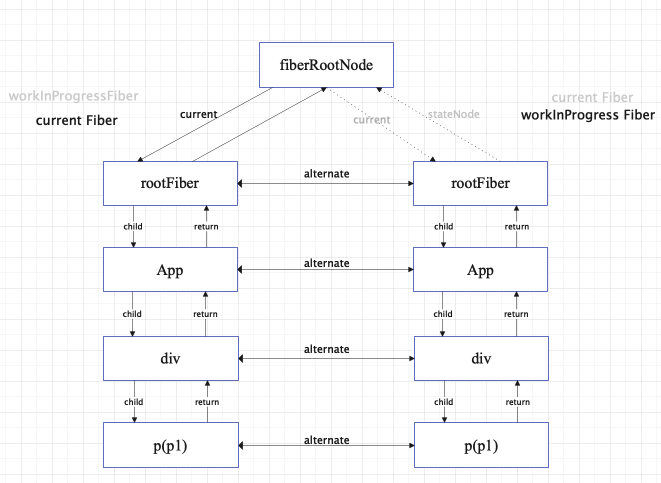 fiberRootNode
workInProgressFiber
current Fiber
current Fiber
workInProgress Fiber
current
current
stateNode
rootFiber
alternate
rootFiber
child
return
child
return
App
alternate
App
child
return
child
return
div
alternate
div
child
return
child
return
p(p1)
alternate
p(p1)